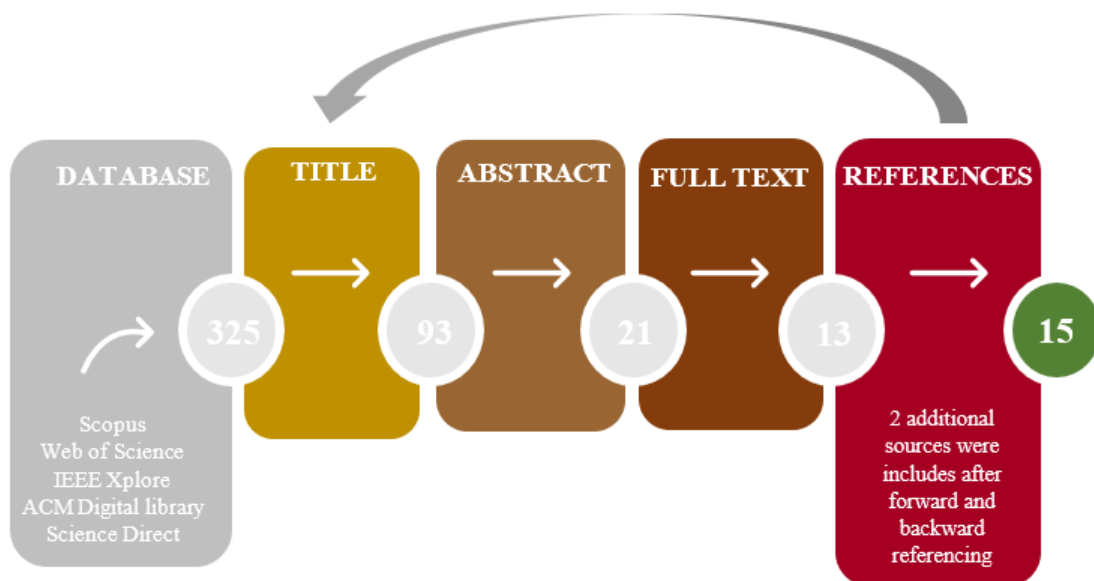 DATABASE
Scopus
Web of Science
IEEE Xplore
ACM Digital library
Science Direct
325
TITLE
93
ABSTRACT
21
FULL TEXT
13
REFERENCES
2 additional
sources were
includes after
forward and
backward
referencing
15